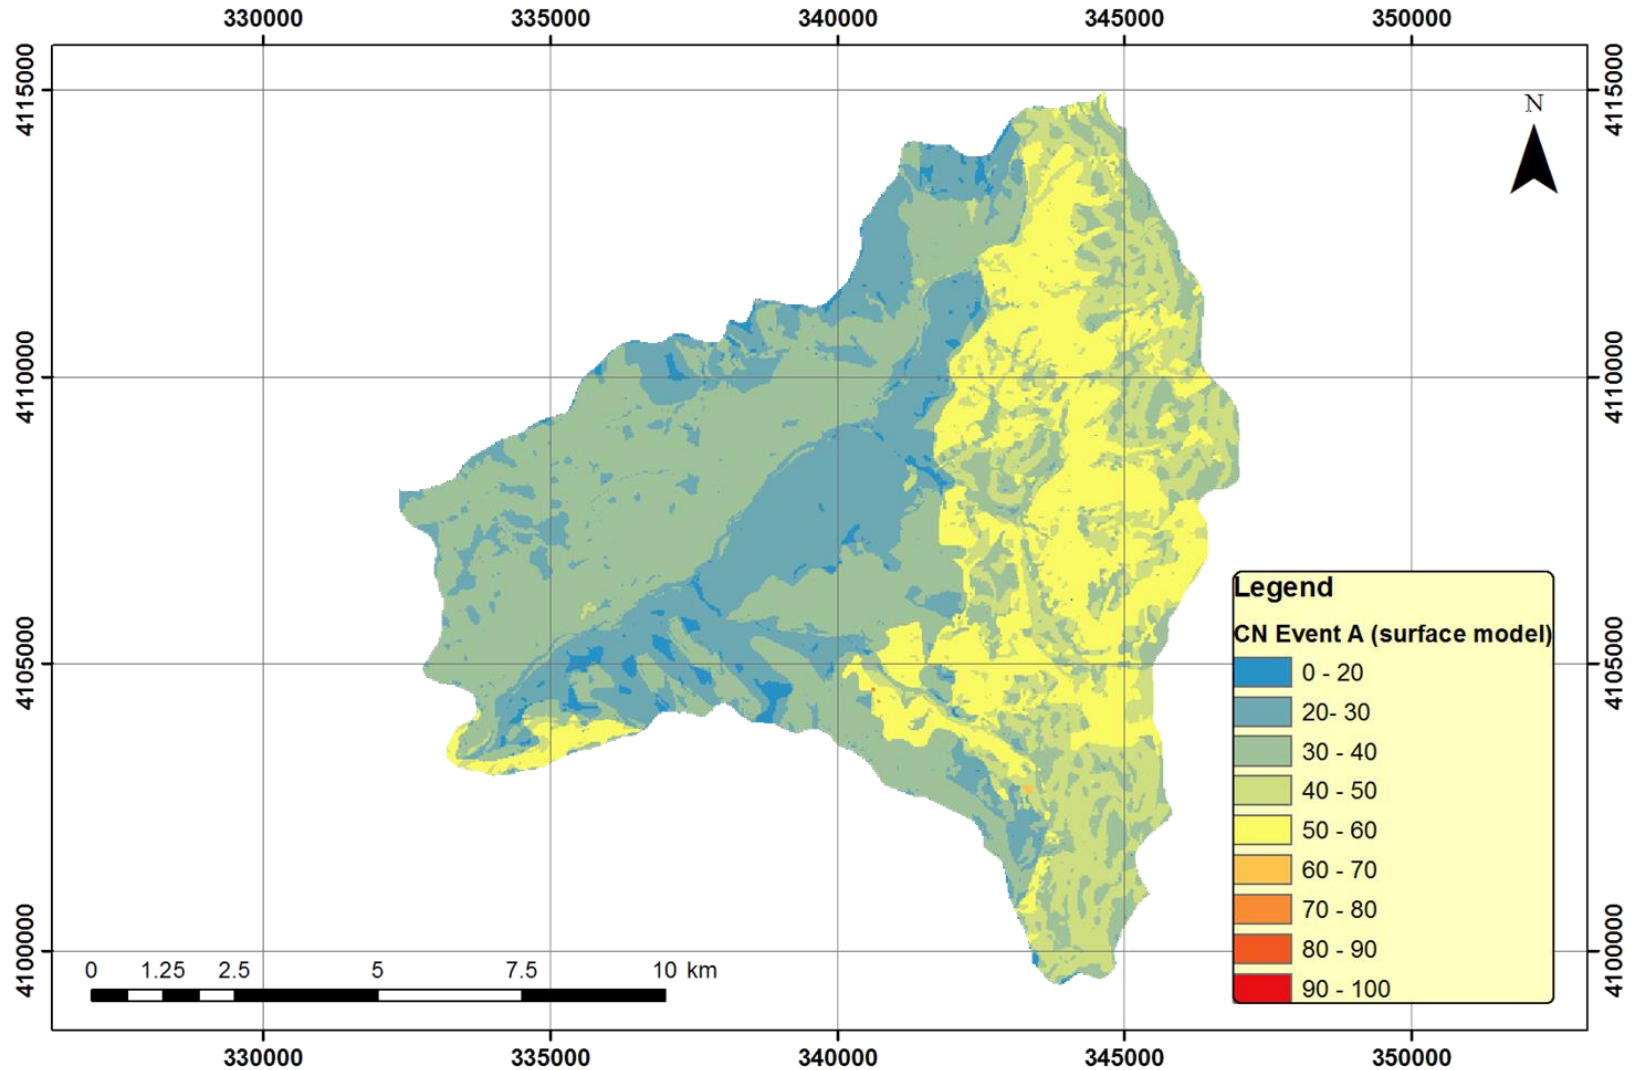 330000 335000 340000 345000 350000
4115000 4115000
N
4110000 4110000
Legend
CN Event A (surface model)
4105000 4105000
0 - 20
20- 30
30 - 40
40 - 50
50 - 60
60 - 70
70 - 80
80 - 90
90 - 100
4100000 4100000
0 1.25 2.5 5 7.5 10 km
330000 335000 340000 345000 350000